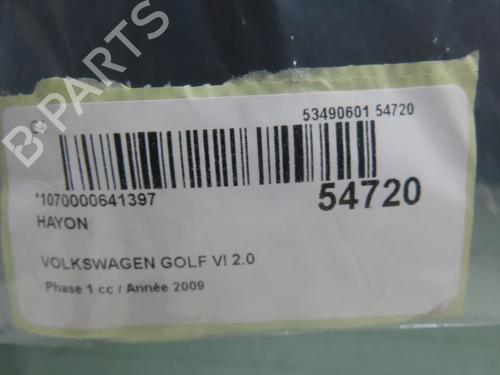 53490601 54720
*1070000641397
54720
HAYON
VOLKSWAGEN GOLF VI 2.0
Phase 1 cc / Année 2009
B-PARTS